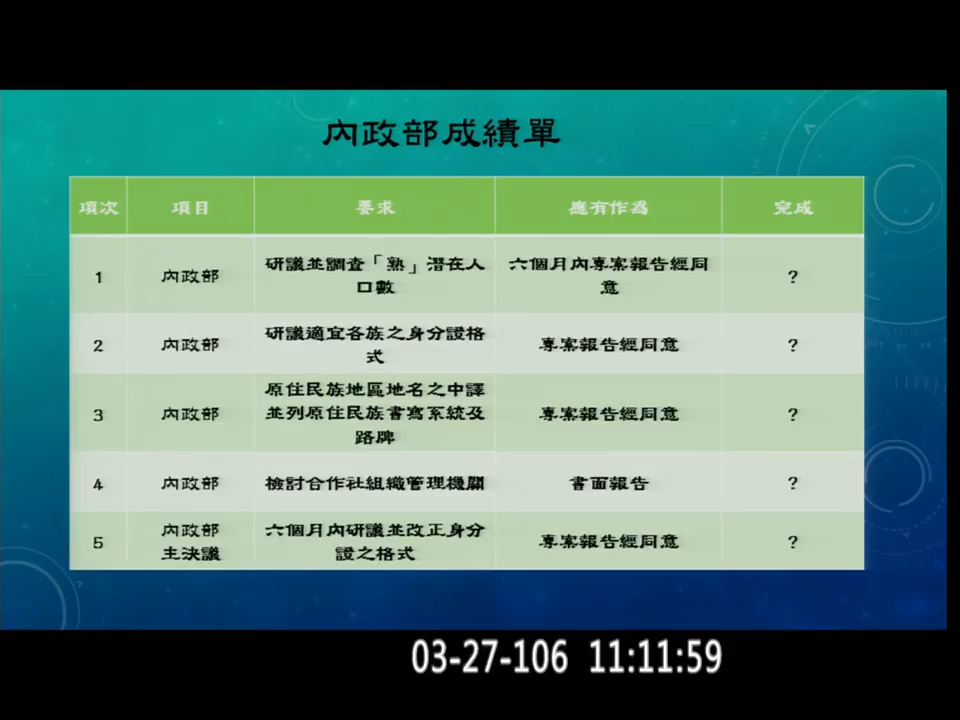 內政部成績單
項次 項目 要求 應有作為 完成
1 內政部 研議並調查「熟」潛在人 六個月內專案報告經同 ?
口數 意
2 內政部 研議適宜各族之身分證格 專案報告經同意 ?
式
3 內政部 原住民族地區地名之中譯 專案報告經同意 ?
並列原住民族書寫系統及
路牌
4 內政部 檢討合作社組織管理機關 書面報告 ?
5 內政部 六個月內研議並改正身分 專案報告經同意 ?
主決議 證之格式
03-27-106 11:11:59